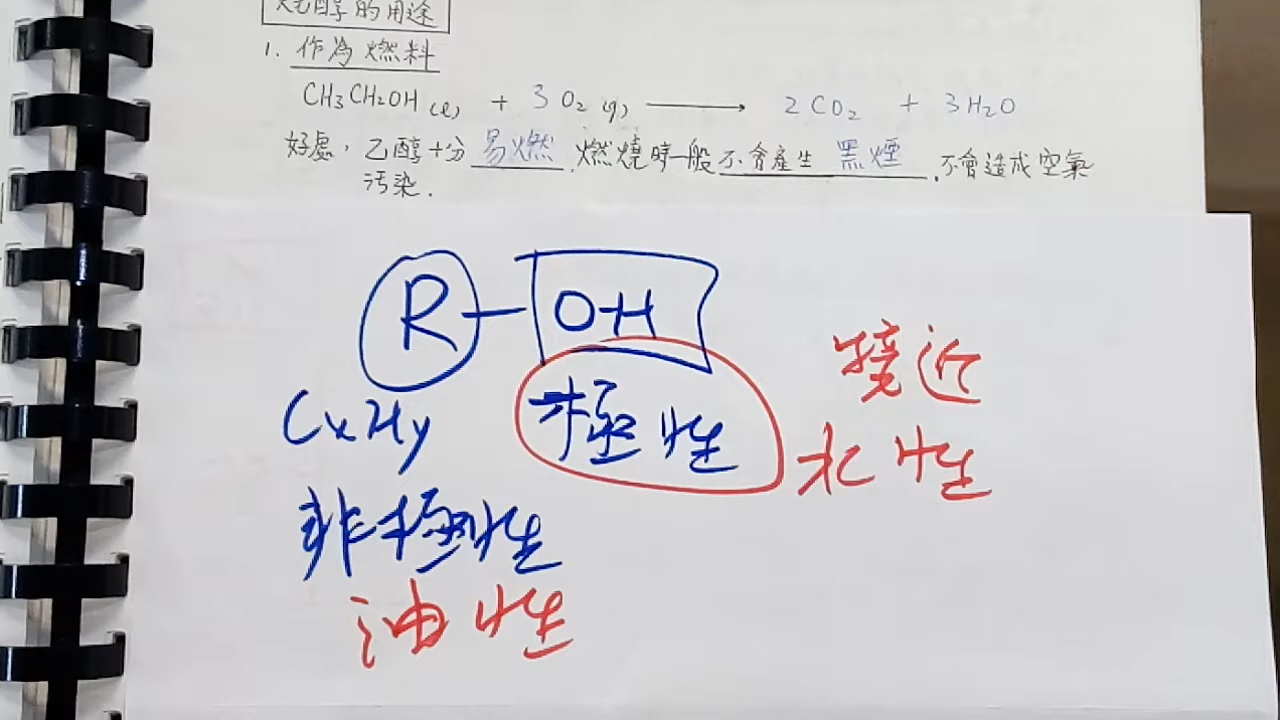 烷醇的用途
1. 作為燃料
CH3CH2OH(l) + 3O2(g) ⟶ 2CO2 + 3H2O
好處：乙醇十分易燃，燃燒時一般不會產生黑煙，不會造成空氣
污染.
R-OH
CxHy
極性
接近
水性
非極性
油性